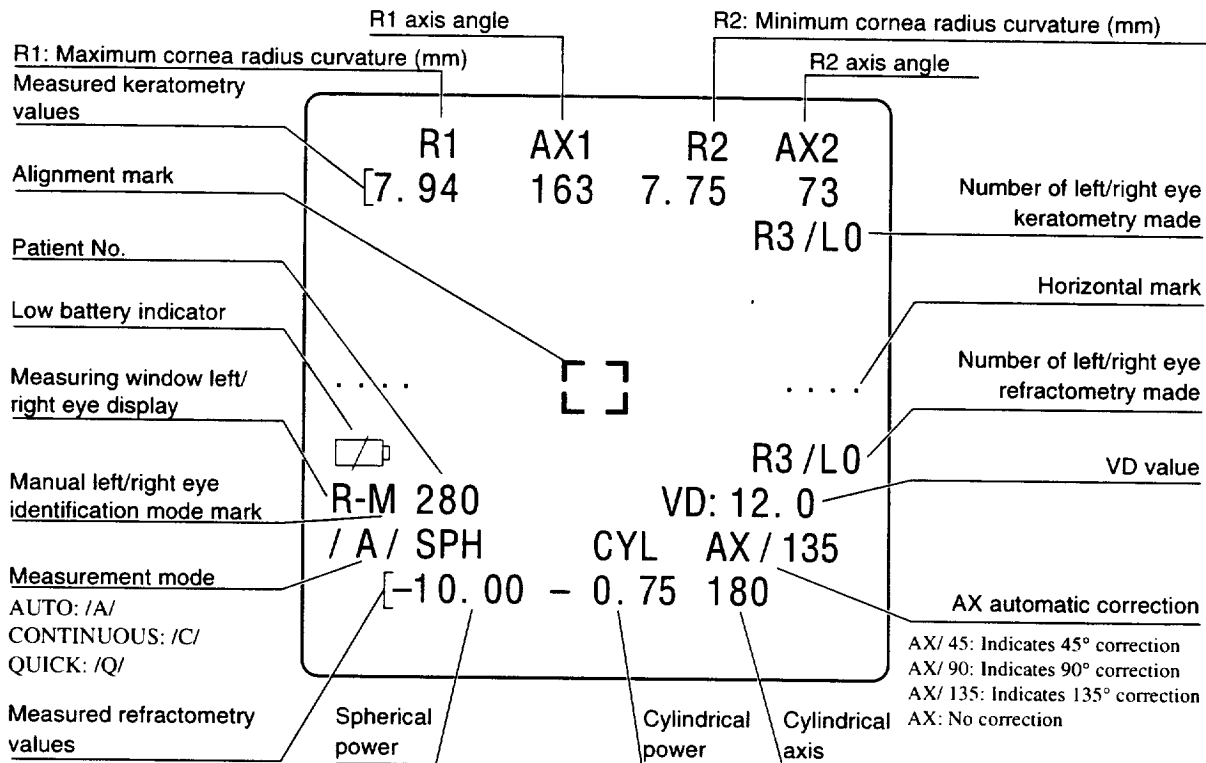 R1 axis angle
R2: Minimum cornea radius curvature (mm)
R1: Maximum cornea radius curvature (mm)
R2 axis angle
Measured keratometry
values
R1 AX1 R2 AX2
[7.94 163 7.75 73
R3/L0
Alignment mark
Number of left/right eye
keratometry made
Patient No.
Horizontal mark
Low battery indicator
Number of left/right eye
refractometry made
Measuring window left/
right eye display
R3/L0
VD value
Manual left/right eye
identification mode mark
R-M 280 VD: 12.0
/A/ SPH CYL AX/135
[-10.00 - 0.75 180
Measurement mode
AUTO: /A/
CONTINUOUS: /C/
QUICK: /Q/
AX automatic correction
AX/ 45: Indicates 45° correction
AX/ 90: Indicates 90° correction
AX/ 135: Indicates 135° correction
AX: No correction
Measured refractometry
values
Spherical
power
Cylindrical
power
Cylindrical
axis